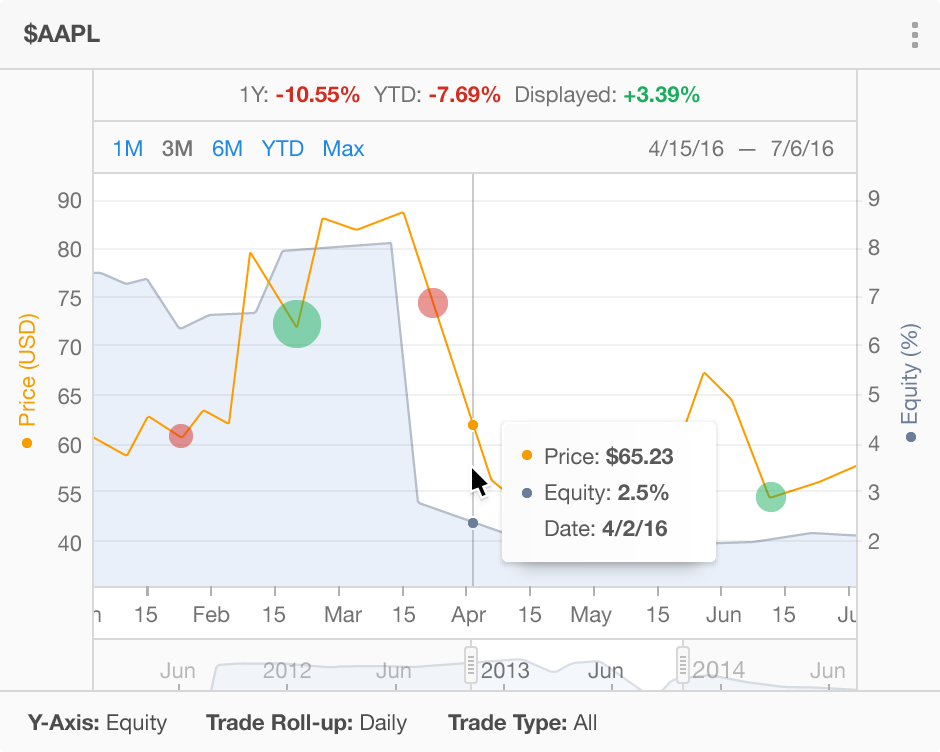 $AAPL
1Y: -10.55% YTD: -7.69% Displayed: +3.39%
1M 3M 6M YTD Max 4/15/16 — 7/6/16
90 9
80 8
75 7
70 6
65 5
60 4
55 3
40 2
Price (USD)
Equity (%)
Price: $65.23
Equity: 2.5%
Date: 4/2/16
15 Feb 15 Mar 15 Apr 15 May 15 Jun 15
Jun 2012 Jun 2013 Jun 2014 Jun
Y-Axis: Equity Trade Roll-up: Daily Trade Type: All